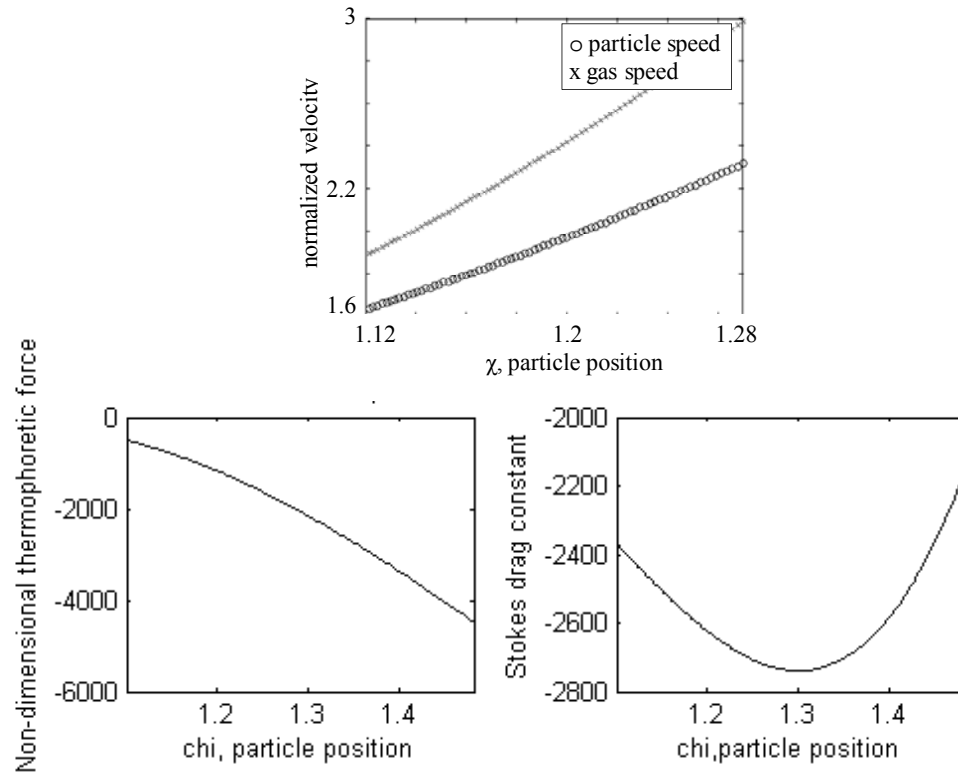 3
o particle speed
x gas speed
normalized velocity
2.2
1.6
1.12
1.2
1.28
χ, particle position
Non-dimensional thermophoretic force
0
-2000
-4000
-6000
1.2
1.3
1.4
chi, particle position
Stokes drag constant
-2000
-2200
-2400
-2600
-2800
1.2
1.3
1.4
chi,particle position